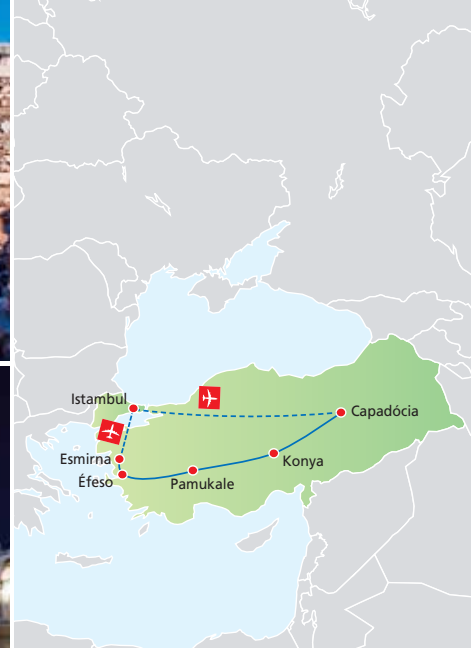 Istambul
Capadócia
Esmirna
Konya
Éfeso
Pamukale